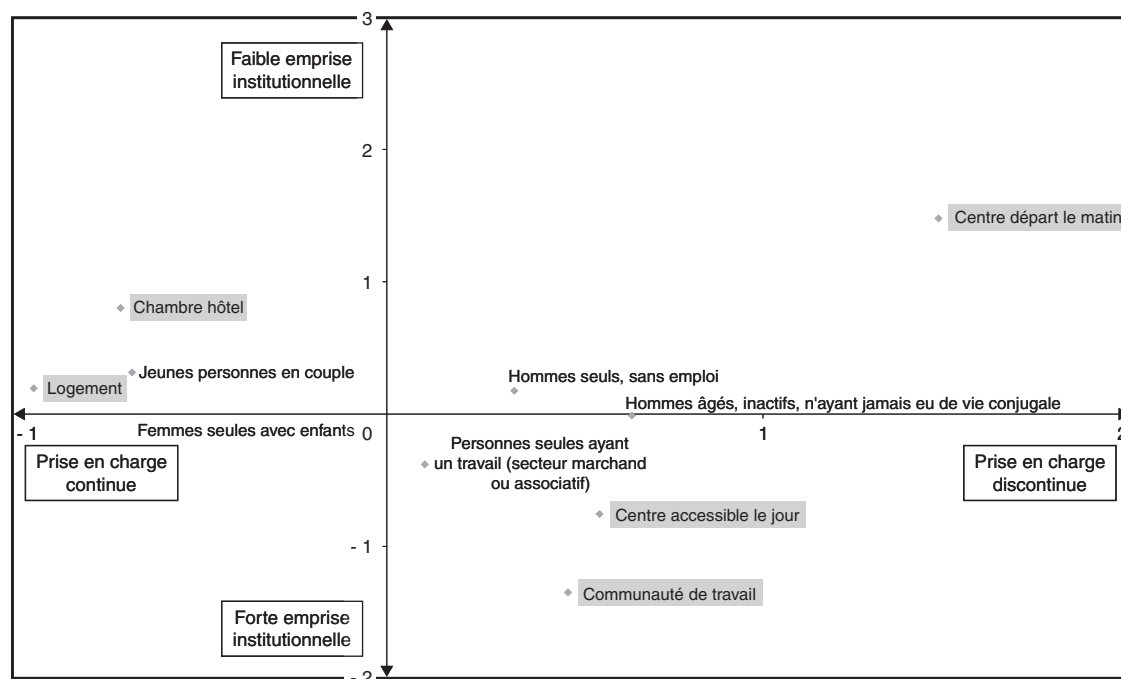 3
Faible emprise
institutionnelle
2
Centre départ le matin
1
Chambre hôtel
Jeunes personnes en couple
Logement
Hommes seuls, sans emploi
Hommes âgés, inactifs, n'ayant jamais eu de vie conjugale
- 1
Femmes seules avec enfants
0
1
2
Personnes seules ayant
un travail (secteur marchand
ou associatif)
Prise en charge
continue
Prise en charge
discontinue
Centre accessible le jour
- 1
Communauté de travail
Forte emprise
institutionnelle
- 2